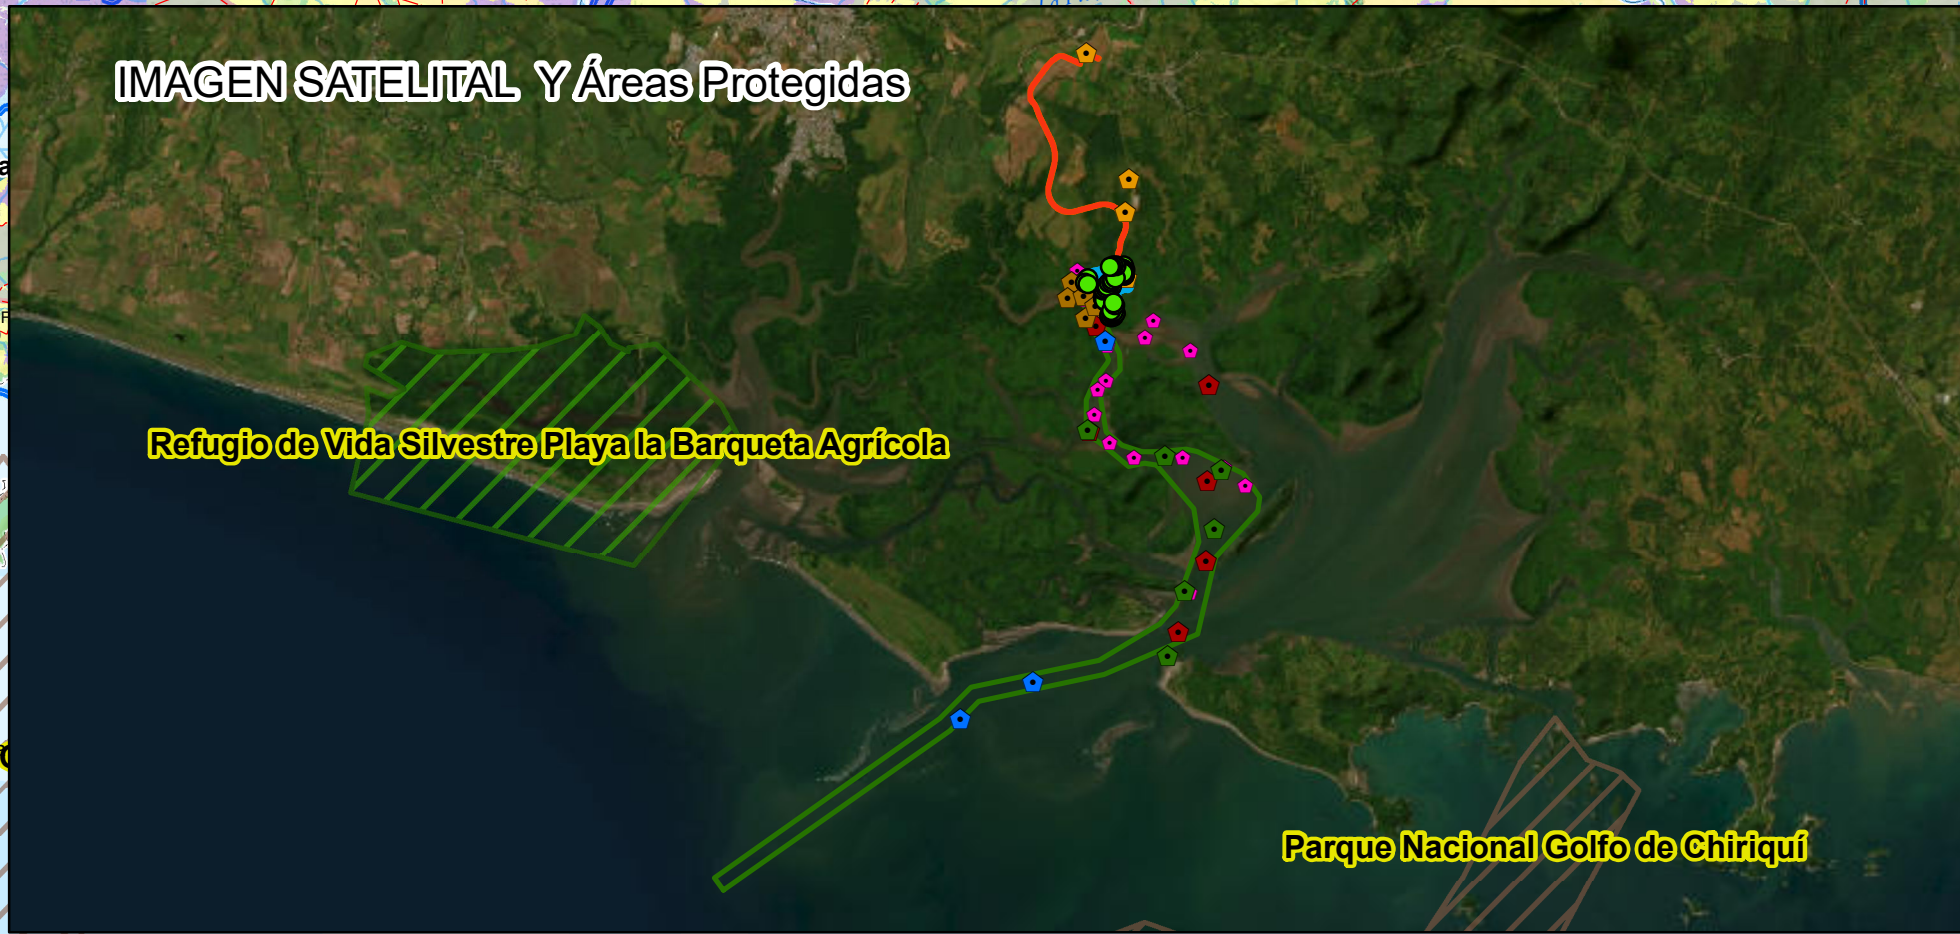 IMAGEN SATELITAL Y Áreas Protegidas
Refugio de Vida Silvestre Playa la Barqueta Agrícola
Parque Nacional Golfo de Chiriquí